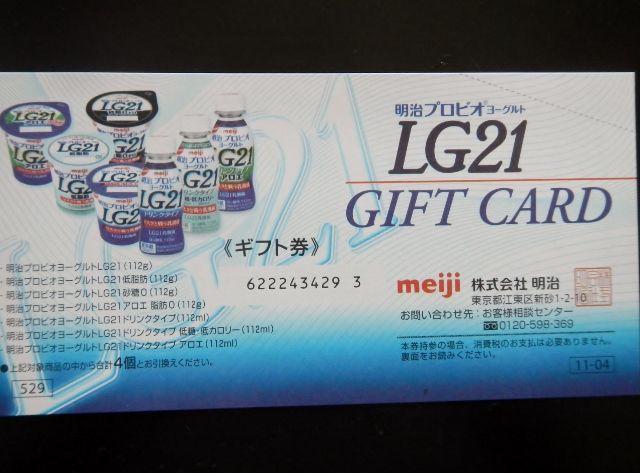 明治プロビオヨーグルト
LG21
GIFT CARD
《ギフト券》
622243429 3
・明治プロビオヨーグルトLG21(112g)
・明治プロビオヨーグルトLG21 低脂肪(112g)
・明治プロビオヨーグルトLG21砂糖0(112g)
・明治プロビオヨーグルトLG21アロエ 脂肪0(112g)
・明治プロビオヨーグルトLG21ドリンクタイプ(112ml)
・明治プロビオヨーグルトLG21ドリンクタイプ 低糖・低カロリー(112ml)
・明治プロビオヨーグルトLG21ドリンクタイプ アロエ(112ml)
●上記対象商品の中から合計4個とお引換えください。
529
meiji 株式会社 明治
東京都江東区新砂1-2-10
お問い合わせ先:お客様相談センター
0120-598-369
本券持参の場合、消費税のお支払は必要ありません。
裏面をお読みください。
11-04